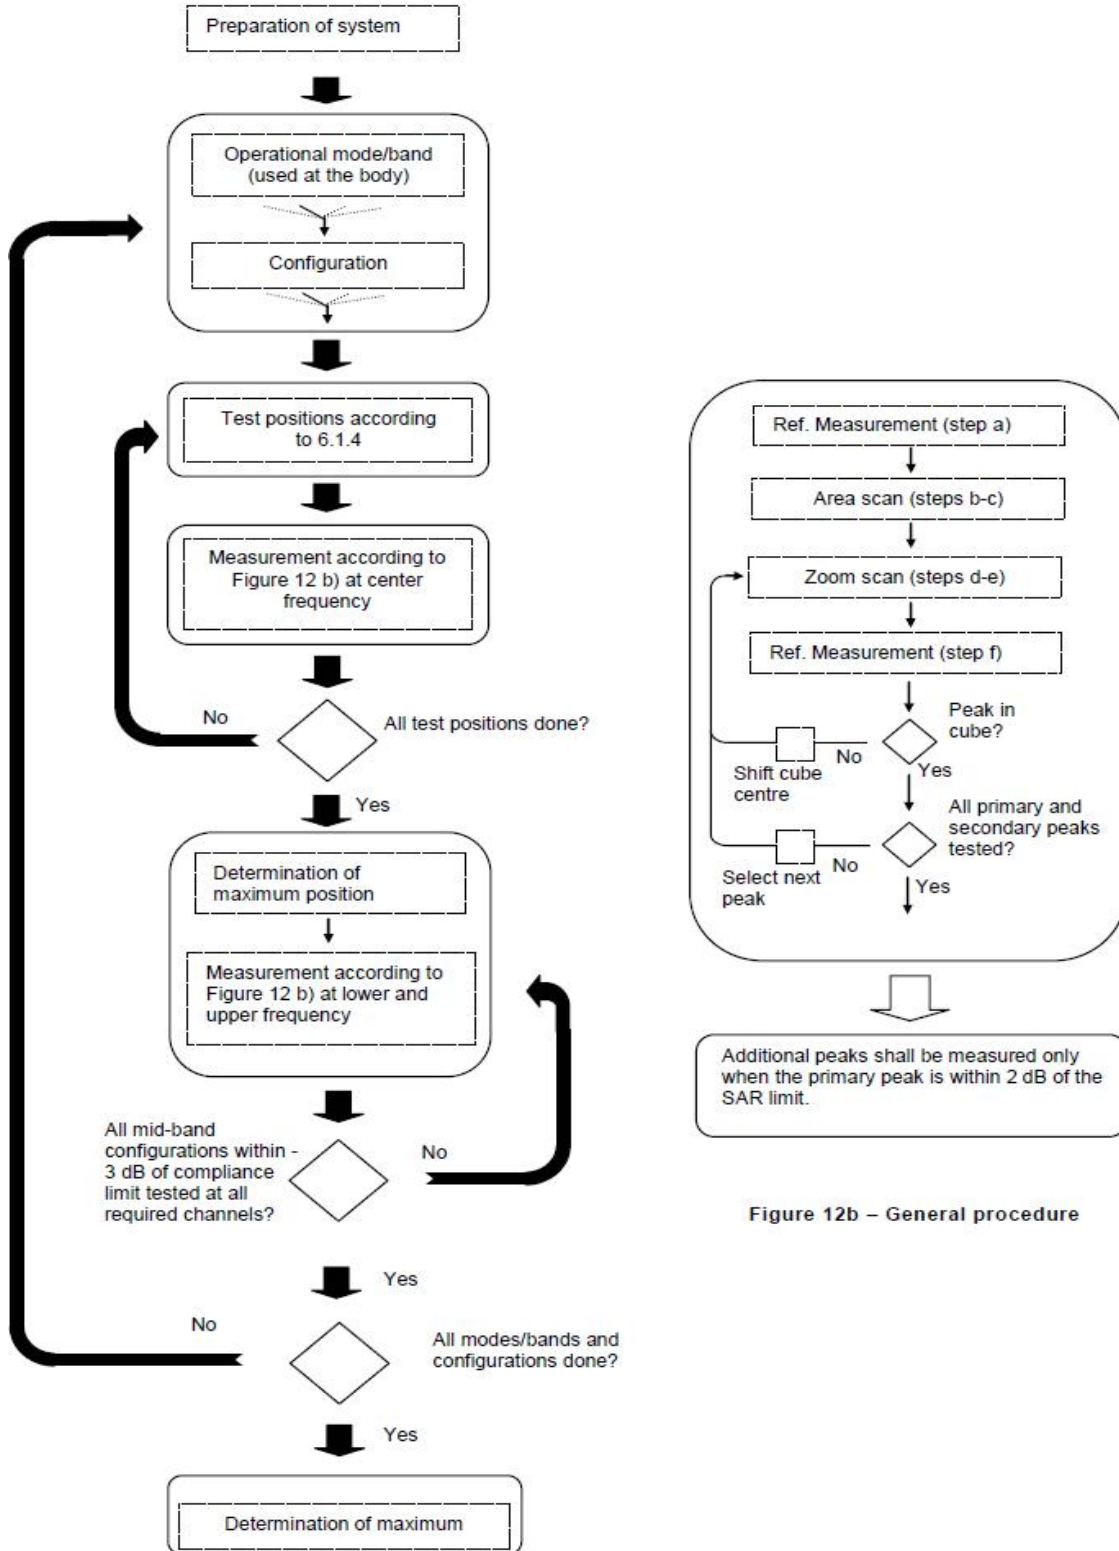 Preparation of system
Operational mode/band
(used at the body)
Configuration
Test positions according
to 6.1.4
Measurement according to
Figure 12 b) at center
frequency
No
All test positions done?
Yes
Determination of
maximum position
Measurement according to
Figure 12 b) at lower and
upper frequency
All mid-band
configurations within -
3 dB of compliance
limit tested at all
required channels?
No
Yes
No
All modes/bands and
configurations done?
Yes
Determination of maximum
Ref. Measurement (step a)
Area scan (steps b-c)
Zoom scan (steps d-e)
Ref. Measurement (step f)
Peak in
cube?
No
Shift cube
centre
Yes
All primary and
secondary peaks
tested?
No
Select next
peak
Yes
Additional peaks shall be measured only
when the primary peak is within 2 dB of the
SAR limit.
Figure 12b – General procedure